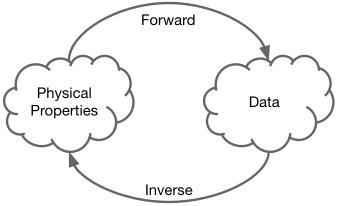 Forward
Physical
Properties
Data
Inverse